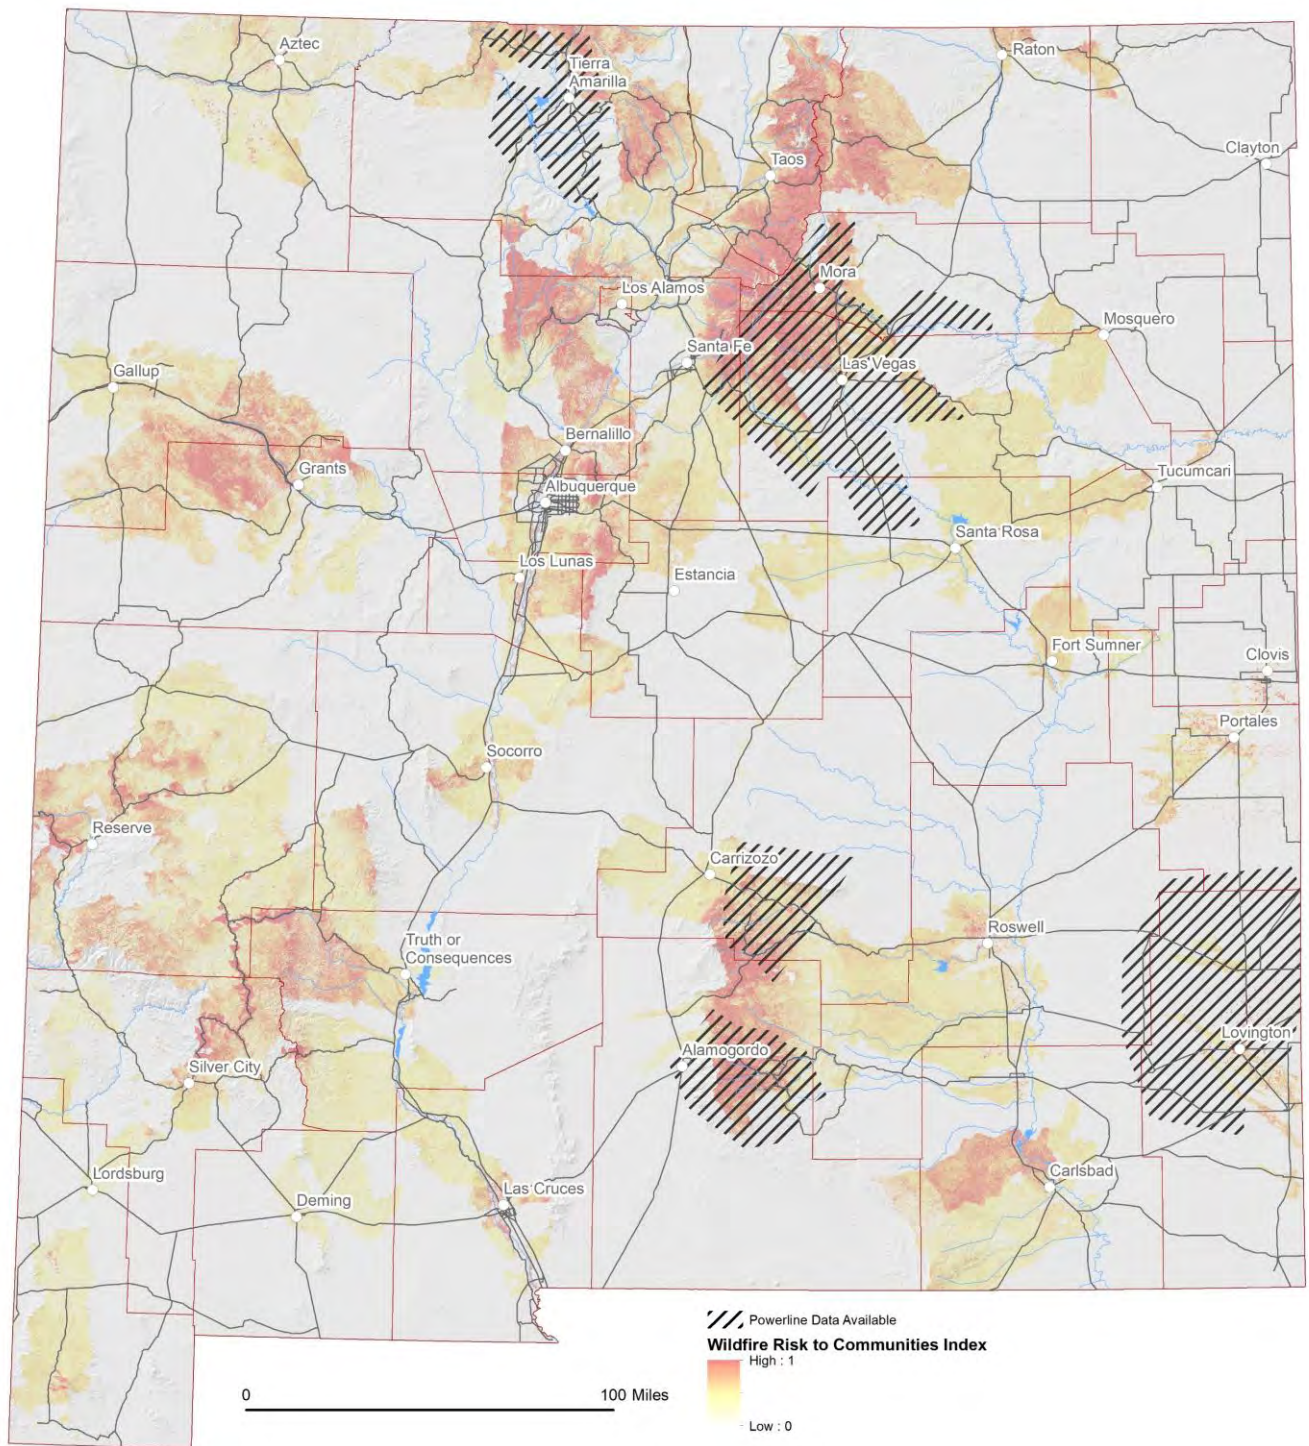 Aztec
Raton
Tierra
Amarilla
Clayton
Taos
Mora
Los Alamos
Mosquero
Santa Fe
Las Vegas
Gallup
Bernalillo
Grants
Tucumcari
Albuquerque
Santa Rosa
Los Lunas
Estancia
Fort Sumner
Clovis
Portales
Socorro
Reserve
Carrizozo
Roswell
Truth or
Consequences
Lovington
Alamogordo
Silver City
Carlsbad
Lordsburg
Las Cruces
Deming
Powerline Data Available
Wildfire Risk to Communities Index
High : 1
Low : 0
0 100 Miles